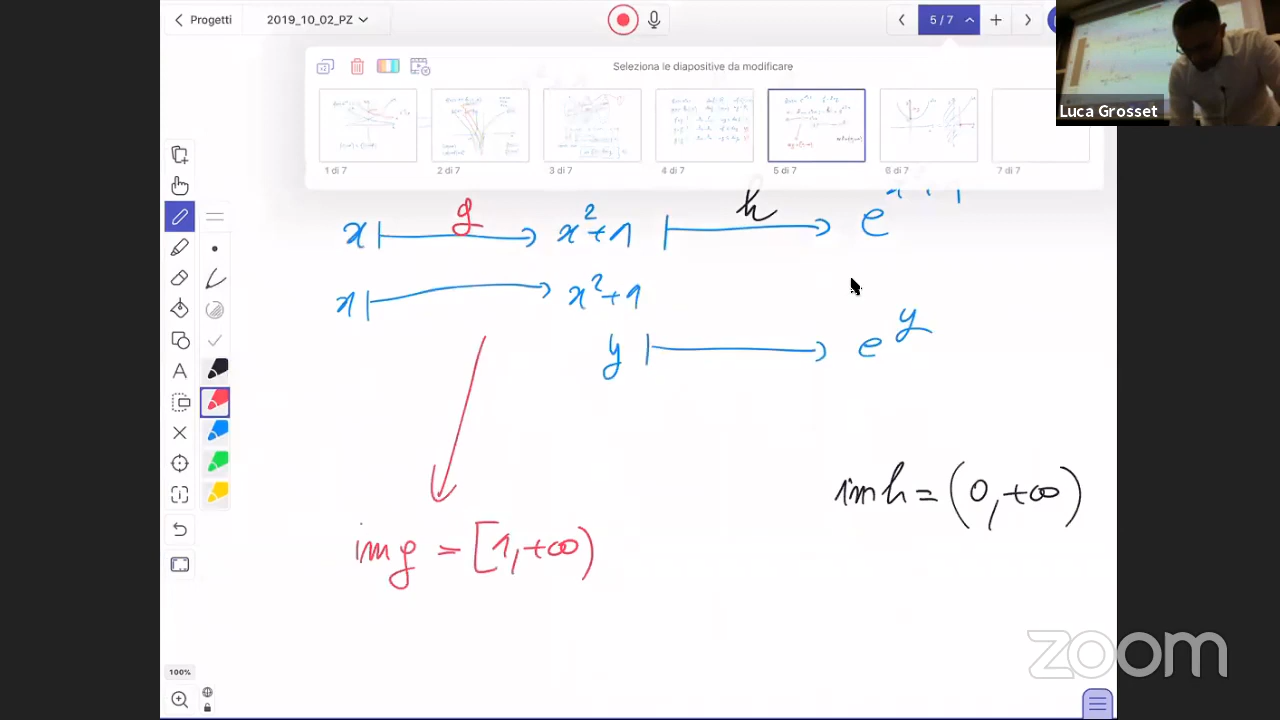 Progetti
2019_10_02_PZ
5 / 7
Seleziona le diapositive da modificare
Luca Grosset
1 di 7
2 di 7
3 di 7
4 di 7
5 di 7
6 di 7
7 di 7
g
h
x ⟼ x²+1 ⟼ e
x ⟼ x²+1
y ⟼ e^y
im h = (0, +∞)
im g = [1, +∞)
zoom
100%